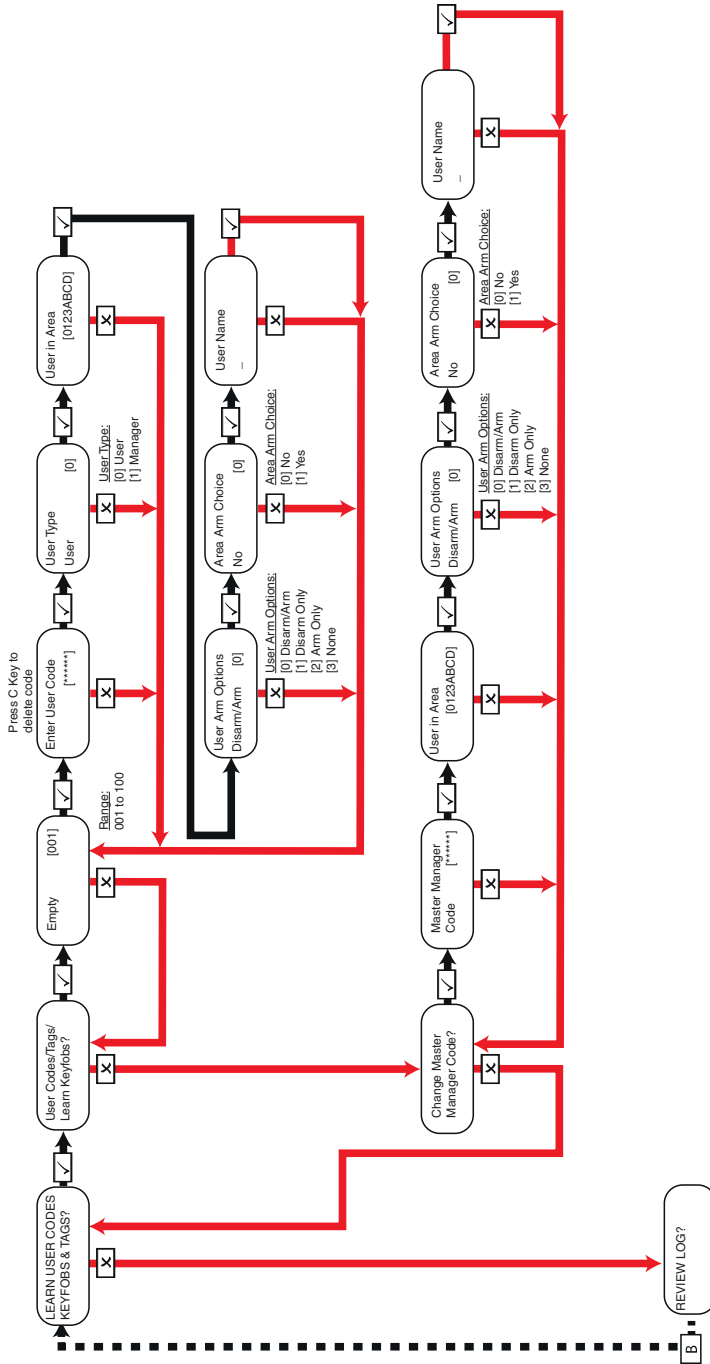 LEARN USER CODES
KEYFOBS & TAGS?
User Codes/Tags/
Learn Keyfobs?
Empty [001]
Range:
001 to 100
Press C Key to
delete code
Enter User Code
[******]
User Type
User [0]
User Type:
[0] User
[1] Manager
User in Area
[0123ABCD]
User Arm Options
Disarm/Arm [0]
User Arm Options:
[0] Disarm/Arm
[1] Disarm Only
[2] Arm Only
[3] None
Area Arm Choice
No [0]
Area Arm Choice:
[0] No
[1] Yes
User Name
_
Change Master
Manager Code?
Master Manager
Code [******]
User in Area
[0123ABCD]
User Arm Options
Disarm/Arm [0]
User Arm Options:
[0] Disarm/Arm
[1] Disarm Only
[2] Arm Only
[3] None
Area Arm Choice
No [0]
Area Arm Choice:
[0] No
[1] Yes
User Name
_
B
REVIEW LOG?